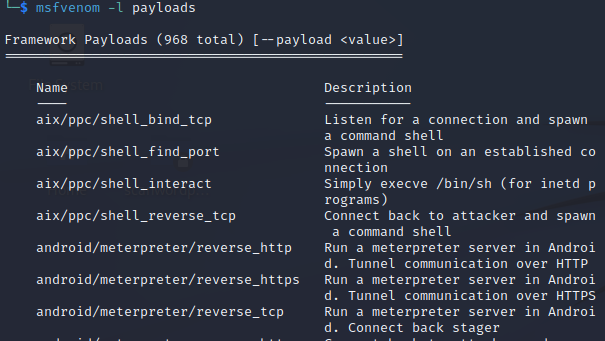 └─$ msfvenom -l payloads
Framework Payloads (968 total) [--payload <value>]
==================================================
Name Description
---- -----------
aix/ppc/shell_bind_tcp Listen for a connection and spawn
a command shell
aix/ppc/shell_find_port Spawn a shell on an established co
nnection
aix/ppc/shell_interact Simply execve /bin/sh (for inetd p
rograms)
aix/ppc/shell_reverse_tcp Connect back to attacker and spawn
a command shell
android/meterpreter/reverse_http Run a meterpreter server in Androi
d. Tunnel communication over HTTP
android/meterpreter/reverse_https Run a meterpreter server in Androi
d. Tunnel communication over HTTPS
android/meterpreter/reverse_tcp Run a meterpreter server in Androi
d. Connect back stager